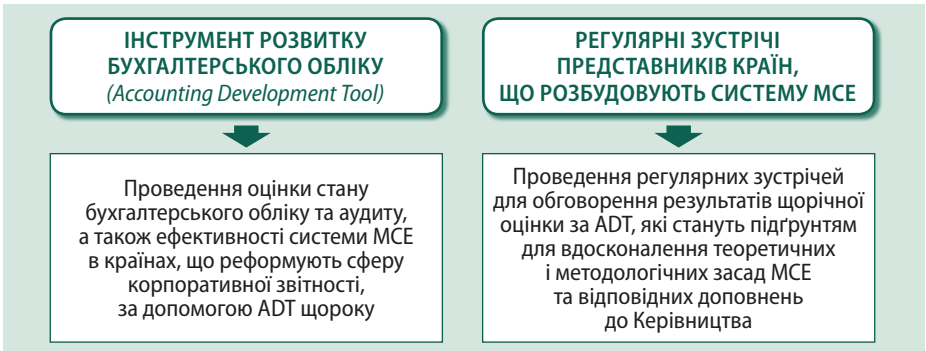 ІНСТРУМЕНТ РОЗВИТКУ
БУХГАЛТЕРСЬКОГО ОБЛІКУ
(Accounting Development Tool)
Проведення оцінки стану
бухгалтерського обліку та аудиту,
а також ефективності системи МСЕ
в країнах, що реформують сферу
корпоративної звітності,
за допомогою ADT щороку
РЕГУЛЯРНІ ЗУСТРІЧІ
ПРЕДСТАВНИКІВ КРАЇН,
ЩО РОЗБУДОВУЮТЬ СИСТЕМУ МСЕ
Проведення регулярних зустрічей
для обговорення результатів щорічної
оцінки за ADT, які стануть підґрунтям
для вдосконалення теоретичних
і методологічних засад МСЕ
та відповідних доповнень
до Керівництва